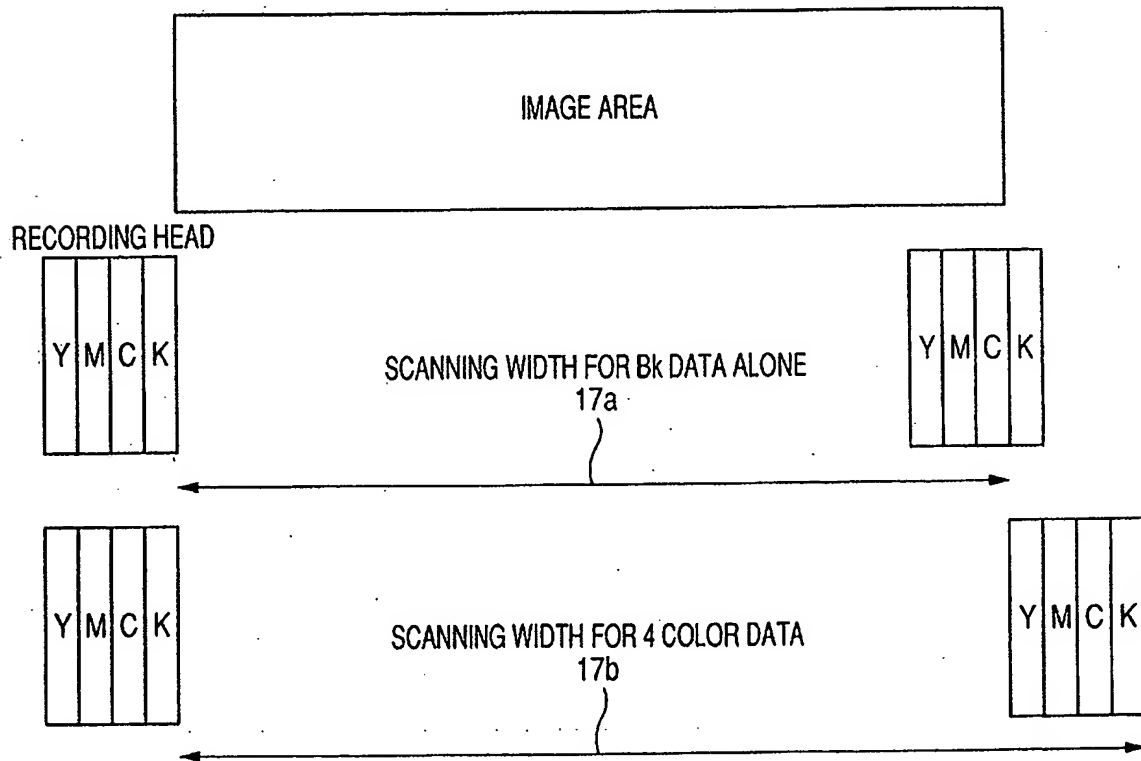 IMAGE AREA
RECORDING HEAD
Y M C K
Y M C K
SCANNING WIDTH FOR Bk DATA ALONE
17a
Y M C K
Y M C K
SCANNING WIDTH FOR 4 COLOR DATA
17b